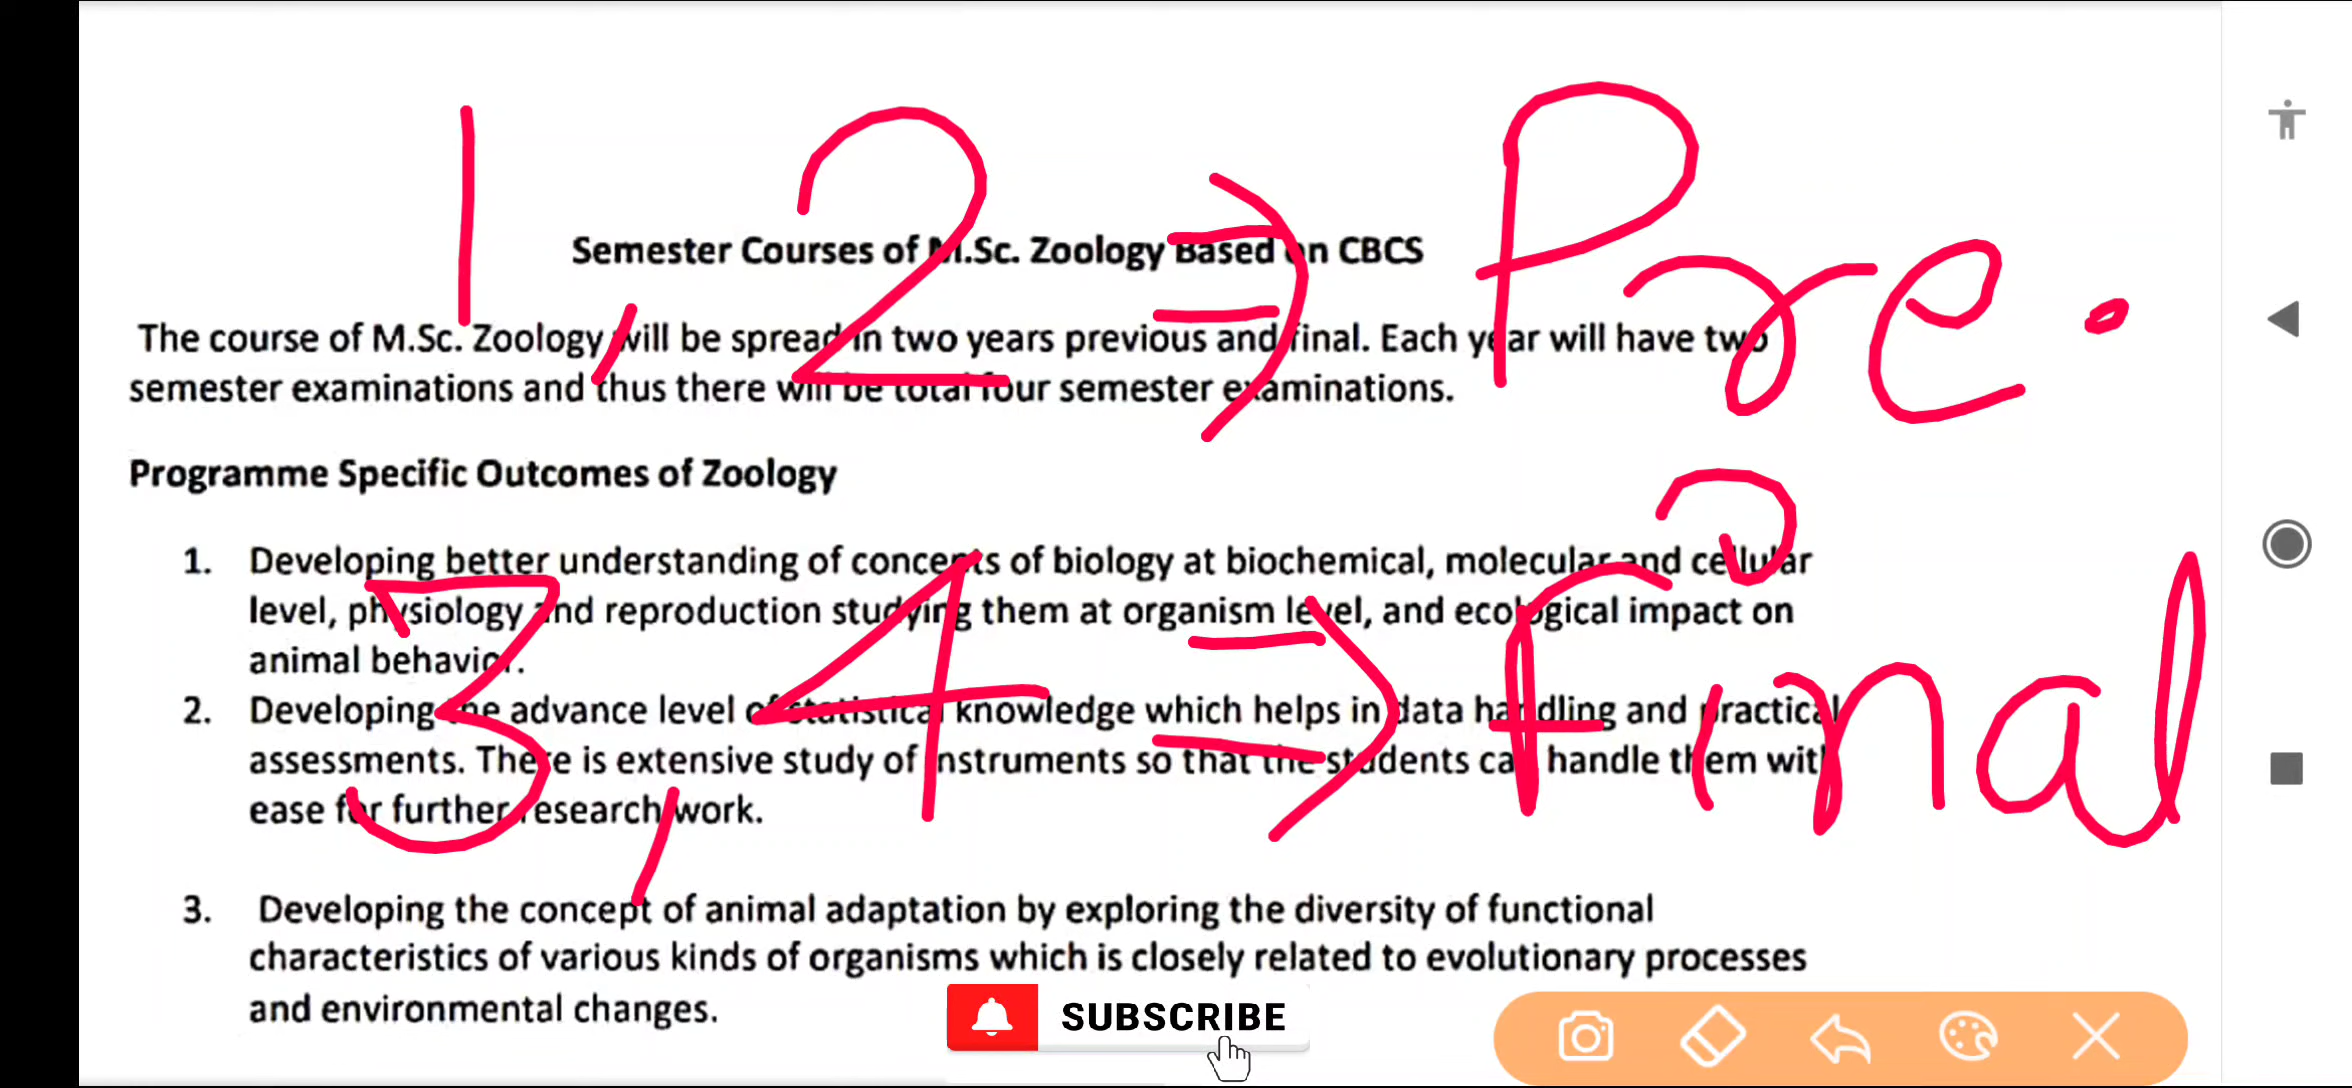 1, 2 ⇒ Pre.
Semester Courses of M.Sc. Zoology Based on CBCS
The course of M.Sc. Zoology will be spread in two years previous and final. Each year will have two
semester examinations and thus there will be total four semester examinations.
Programme Specific Outcomes of Zoology
1. Developing better understanding of concepts of biology at biochemical, molecular and cellular
level, physiology and reproduction studying them at organism level, and ecological impact on
animal behavior.
3, 4 ⇒ final
2. Developing the advance level of statistical knowledge which helps in data handling and practical
assessments. There is extensive study of instruments so that the students can handle them with
ease for further research work.
3. Developing the concept of animal adaptation by exploring the diversity of functional
characteristics of various kinds of organisms which is closely related to evolutionary processes
and environmental changes.
SUBSCRIBE